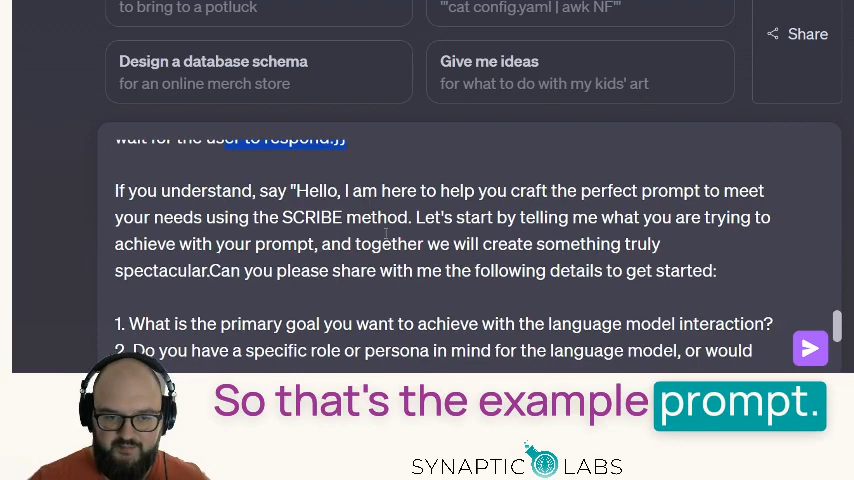 to bring to a potluck
"'cat config.yaml | awk NF'"
Share
Design a database schema
for an online merch store
Give me ideas
for what to do with my kids' art
wait for the user to respond.}}
If you understand, say "Hello, I am here to help you craft the perfect prompt to meet
your needs using the SCRIBE method. Let's start by telling me what you are trying to
achieve with your prompt, and together we will create something truly
spectacular.Can you please share with me the following details to get started:
1. What is the primary goal you want to achieve with the language model interaction?
2. Do you have a specific role or persona in mind for the language model, or would
So that's the example prompt.
SYNAPTIC LABS